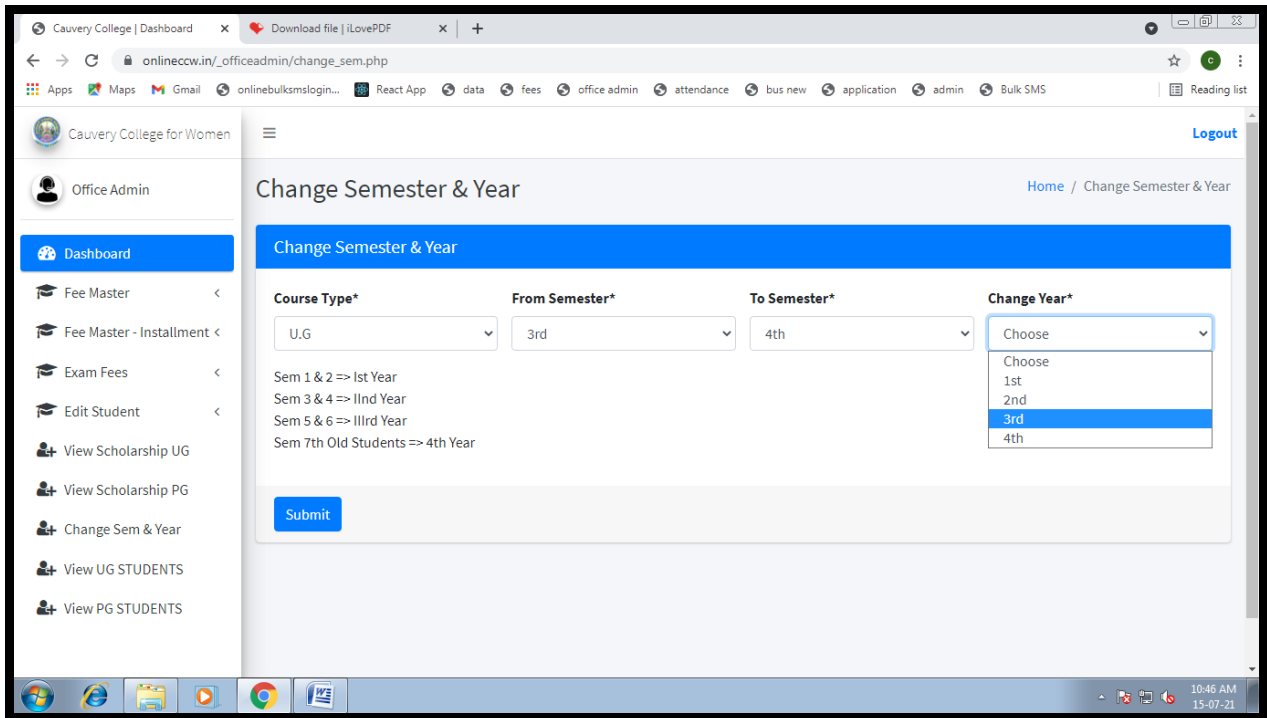 Cauvery College | Dashboard
Download file | iLovePDF
onlineccw.in/_officeadmin/change_sem.php
C
Apps Maps Gmail onlinebulksmslogin... React App data fees office admin attendance bus new application admin Bulk SMS Reading list
Cauvery College for Women
Logout
Office Admin
Change Semester & Year
Home / Change Semester & Year
Dashboard
Fee Master
Fee Master - Installment
Exam Fees
Edit Student
View Scholarship UG
View Scholarship PG
Change Sem & Year
View UG STUDENTS
View PG STUDENTS
Change Semester & Year
Course Type* From Semester* To Semester* Change Year*
U.G 3rd 4th Choose
Choose
1st
2nd
3rd
4th
Sem 1 & 2 => Ist Year
Sem 3 & 4 => IInd Year
Sem 5 & 6 => IIIrd Year
Sem 7th Old Students => 4th Year
Submit
10:46 AM
15-07-21